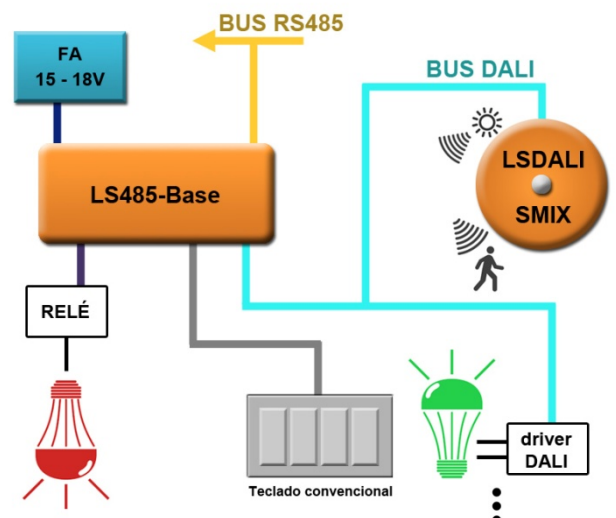 BUS RS485
FA
15 - 18V
BUS DALI
LSDALI
SMIX
LS485-Base
RELÉ
driver
DALI
Teclado convencional